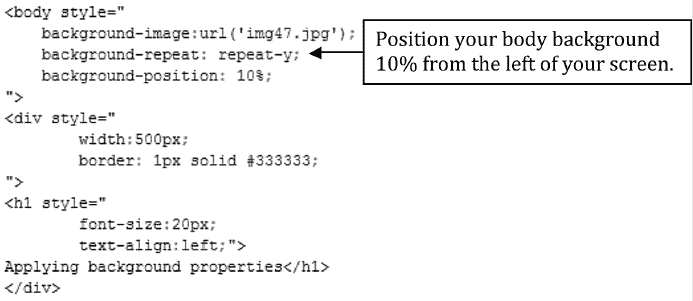 <body style="
background-image:url('img47.jpg');
background-repeat: repeat-y;
background-position: 10%;
">
<div style="
width:500px;
border: 1px solid #333333;
">
<h1 style="
font-size:20px;
text-align:left;">
Applying background properties</h1>
</div>
Position your body background
10% from the left of your screen.